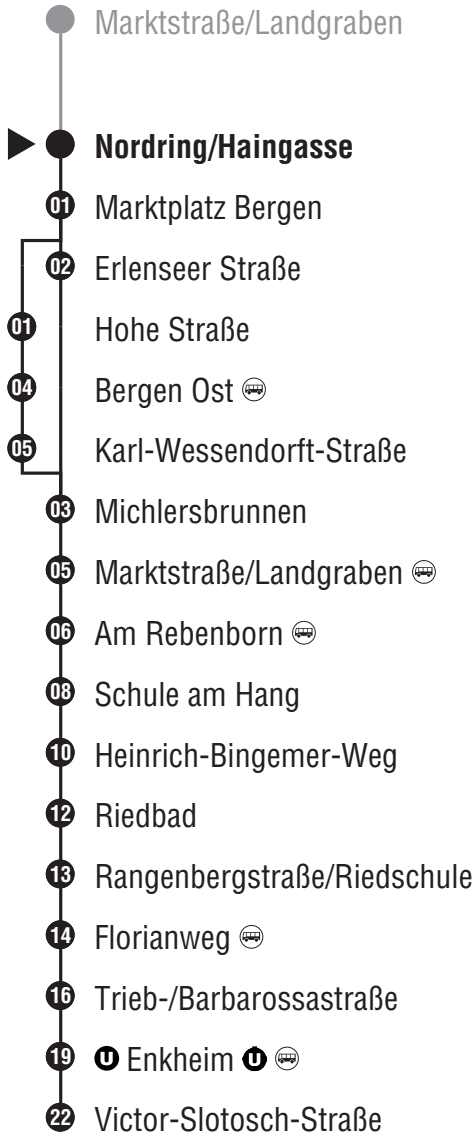 Marktstraße/Landgraben
Nordring/Haingasse
01 Marktplatz Bergen
02 Erlenseer Straße
01 Hohe Straße
04 Bergen Ost
05 Karl-Wessendorft-Straße
03 Michlersbrunnen
05 Marktstraße/Landgraben
06 Am Rebenborn
08 Schule am Hang
10 Heinrich-Bingemer-Weg
12 Riedbad
13 Rangenbergstraße/Riedschule
14 Florianweg
16 Trieb-/Barbarossastraße
19 U Enkheim U
22 Victor-Slotosch-Straße